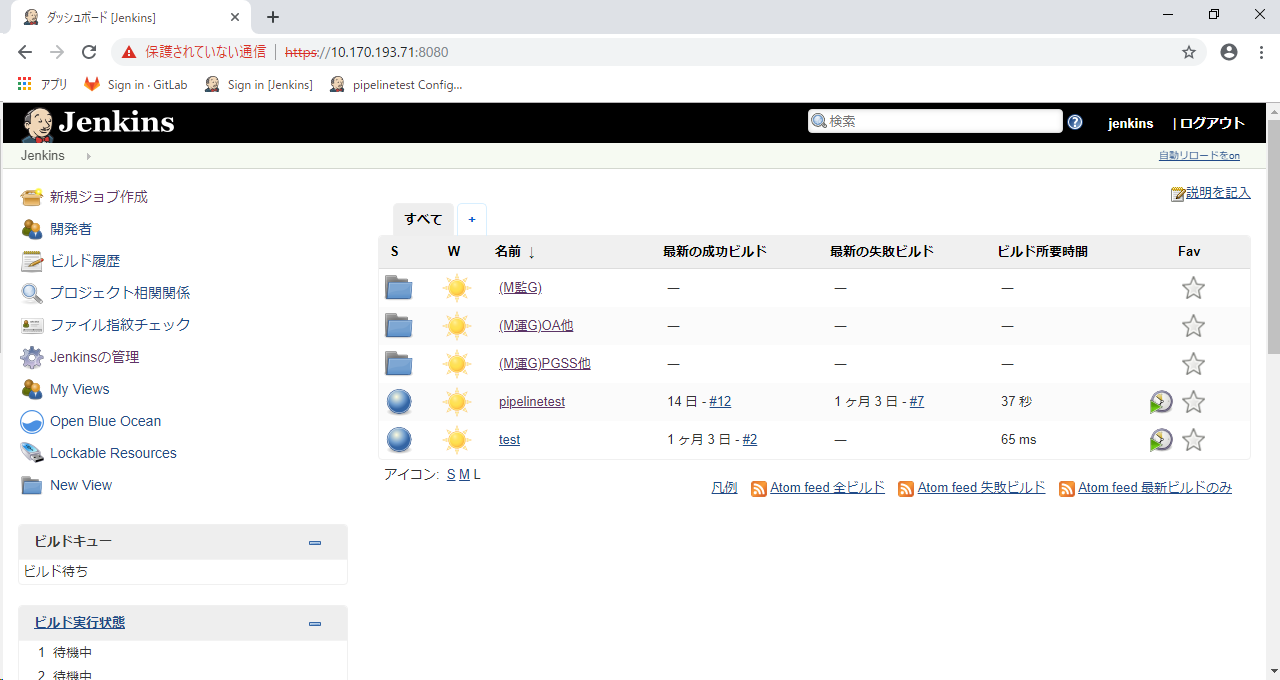 ダッシュボード [Jenkins]
保護されていない通信 https://10.170.193.71:8080
アプリ Sign in · GitLab Sign in [Jenkins] pipelinetest Config...
Jenkins 検索 jenkins | ログアウト
Jenkins 自動リロードをon
説明を記入
新規ジョブ作成
開発者
ビルド履歴
プロジェクト相関関係
ファイル指紋チェック
Jenkinsの管理
My Views
Open Blue Ocean
Lockable Resources
New View
ビルドキュー
ビルド待ち
ビルド実行状態
1 待機中
2 待機中
すべて +
S W 名前 ↓ 最新の成功ビルド 最新の失敗ビルド ビルド所要時間 Fav
(M監G) — — —
(M運G)OA他 — — —
(M運G)PGSS他 — — —
pipelinetest 14 日 - #12 1 ヶ月 3 日 - #7 37 秒
test 1 ヶ月 3 日 - #2 — 65 ms
アイコン: S M L
凡例 Atom feed 全ビルド Atom feed 失敗ビルド Atom feed 最新ビルドのみ